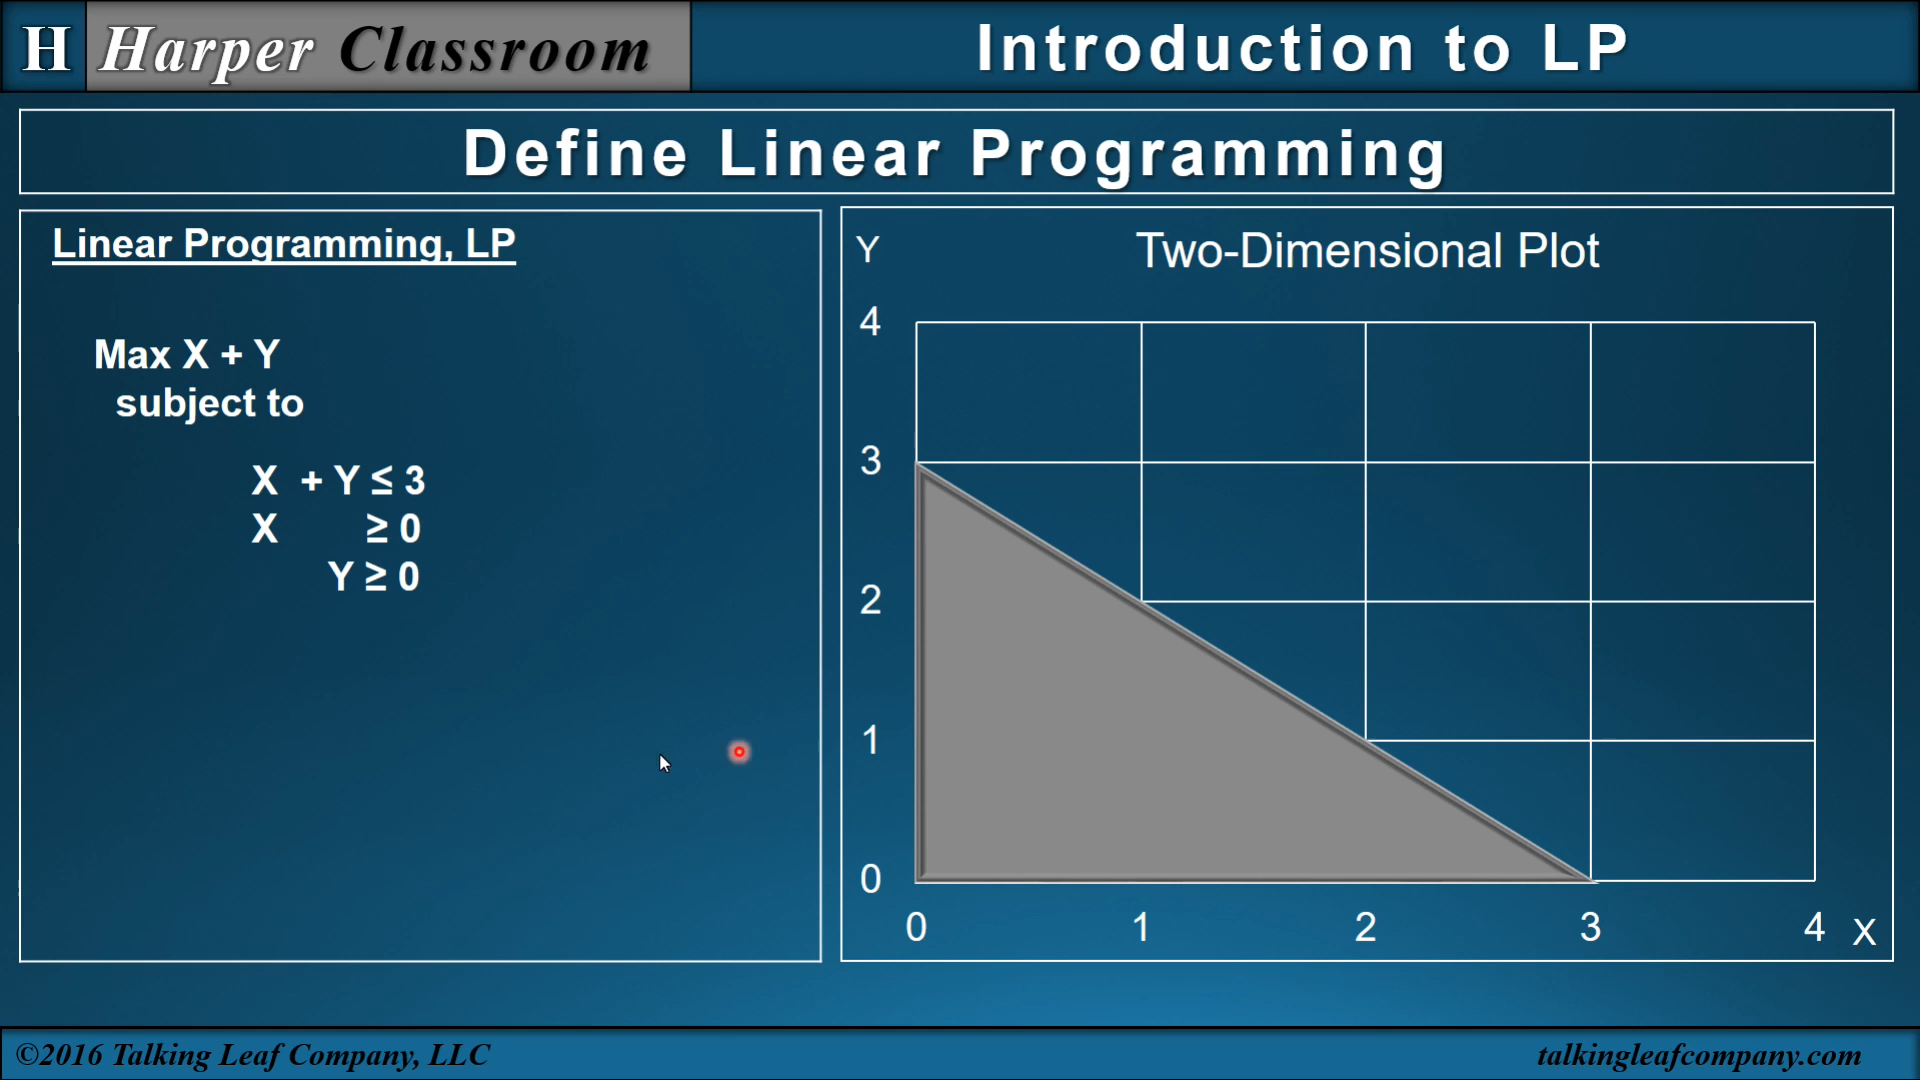 H Harper Classroom
Introduction to LP
Define Linear Programming
Linear Programming, LP
Max X + Y
subject to
X + Y ≤ 3
X ≥ 0
Y ≥ 0
Y
Two-Dimensional Plot
4
3
2
1
0
0 1 2 3 4 X
©2016 Talking Leaf Company, LLC
talkingleafcompany.com